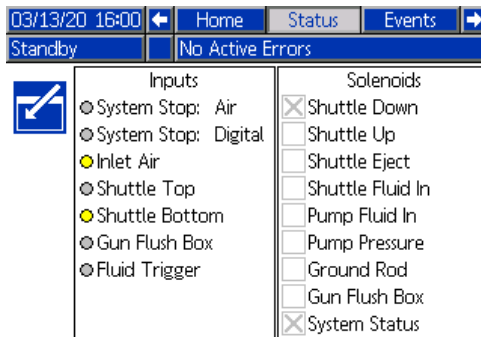 03/13/20 16:00 Home Status Events
Standby No Active Errors
Inputs
System Stop: Air
System Stop: Digital
Inlet Air
Shuttle Top
Shuttle Bottom
Gun Flush Box
Fluid Trigger
Solenoids
Shuttle Down
Shuttle Up
Shuttle Eject
Shuttle Fluid In
Pump Fluid In
Pump Pressure
Ground Rod
Gun Flush Box
System Status